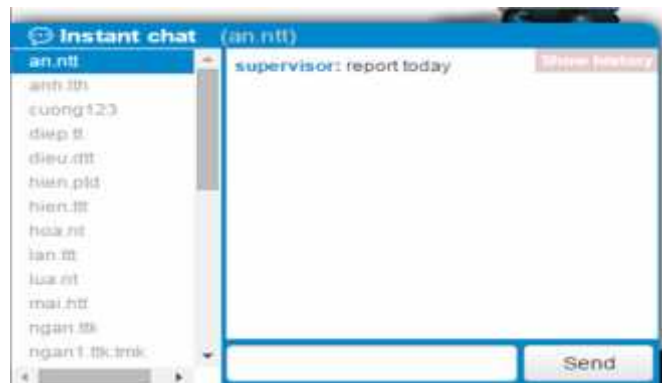 Instant chat (an.ntt)
an.ntt
supervisor: report today
Show history
anh.tth
cuong123
diep.tt
dieu.dtt
hien.pld
hien.ttt
hoa.nt
lan.ttt
lua.nt
mai.htt
ngan.ttk
ngan1.ttk.tmk
Send